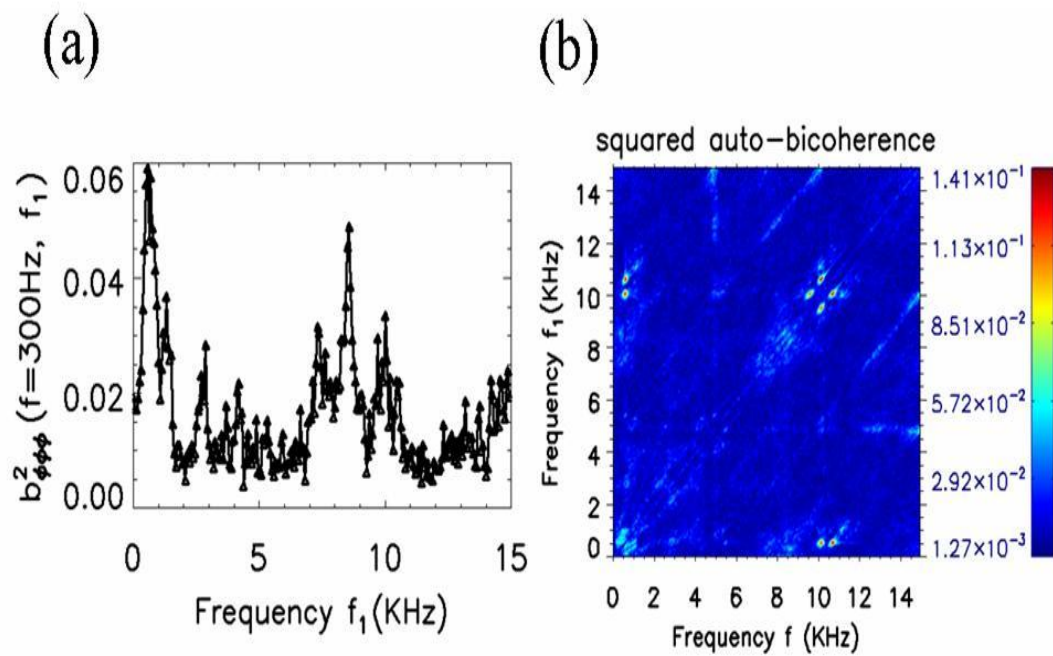 (a)
(b)
squared auto-bicoherence
b²ϕϕϕ (f=300Hz, f₁)
0.06
0.04
0.02
0.00
0
5
10
15
Frequency f₁(KHz)
Frequency f₁(KHz)
14
12
10
8
6
4
2
0
0 2 4 6 8 10 12 14
Frequency f (KHz)
1.41×10⁻¹
1.13×10⁻¹
8.51×10⁻²
5.72×10⁻²
2.92×10⁻²
1.27×10⁻³